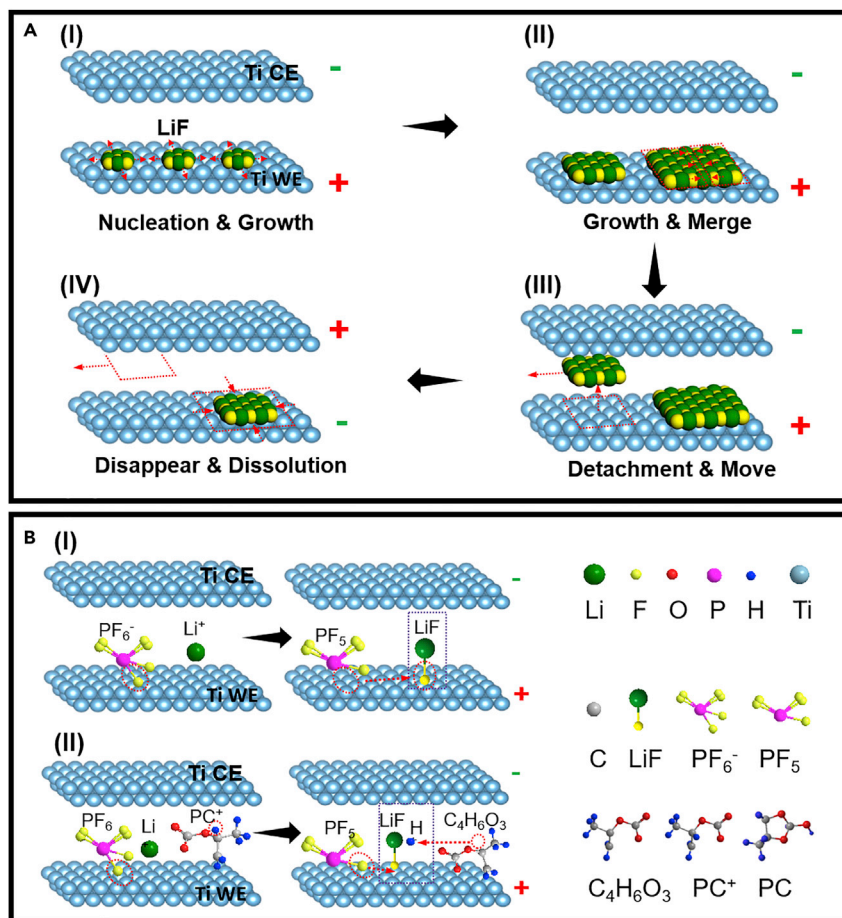 A
(I)
Ti CE
-
LiF
Ti WE
+
Nucleation & Growth
(II)
-
+
Growth & Merge
(III)
-
+
Detachment & Move
(IV)
+
-
Disappear & Dissolution
B
(I)
Ti CE
PF₆⁻
Li⁺
Ti WE
-
PF₅
LiF
+
(II)
Ti CE
PF₆
Li
PC⁺
Ti WE
-
PF₅
LiF
H
C₄H₆O₃
+
Li F O P H Ti
C LiF PF₆⁻ PF₅
C₄H₆O₃ PC⁺ PC